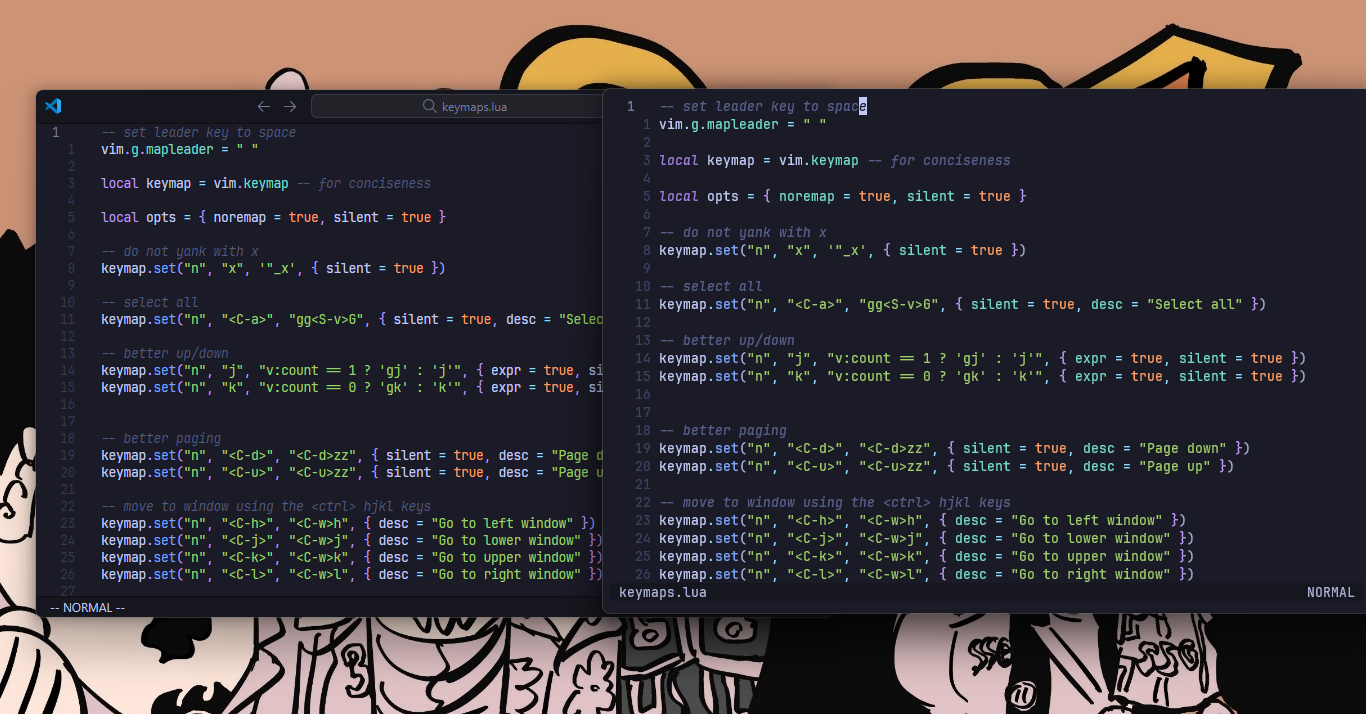 keymaps.lua
1 -- set leader key to space
1 vim.g.mapleader = " "
2
3 local keymap = vim.keymap -- for conciseness
4
5 local opts = { noremap = true, silent = true }
6
7 -- do not yank with x
8 keymap.set("n", "x", '"_x', { silent = true })
9
10 -- select all
11 keymap.set("n", "<C-a>", "gg<S-v>G", { silent = true, desc = "Selec
12
13 -- better up/down
14 keymap.set("n", "j", "v:count == 1 ? 'gj' : 'j'", { expr = true, si
15 keymap.set("n", "k", "v:count == 0 ? 'gk' : 'k'", { expr = true, si
16
17
18 -- better paging
19 keymap.set("n", "<C-d>", "<C-d>zz", { silent = true, desc = "Page d
20 keymap.set("n", "<C-u>", "<C-u>zz", { silent = true, desc = "Page u
21
22 -- move to window using the <ctrl> hjkl keys
23 keymap.set("n", "<C-h>", "<C-w>h", { desc = "Go to left window" })
24 keymap.set("n", "<C-j>", "<C-w>j", { desc = "Go to lower window" })
25 keymap.set("n", "<C-k>", "<C-w>k", { desc = "Go to upper window" })
26 keymap.set("n", "<C-l>", "<C-w>l", { desc = "Go to right window" })
27
-- NORMAL --
1 -- set leader key to space
1 vim.g.mapleader = " "
2
3 local keymap = vim.keymap -- for conciseness
4
5 local opts = { noremap = true, silent = true }
6
7 -- do not yank with x
8 keymap.set("n", "x", '"_x', { silent = true })
9
10 -- select all
11 keymap.set("n", "<C-a>", "gg<S-v>G", { silent = true, desc = "Select all" })
12
13 -- better up/down
14 keymap.set("n", "j", "v:count == 1 ? 'gj' : 'j'", { expr = true, silent = true })
15 keymap.set("n", "k", "v:count == 0 ? 'gk' : 'k'", { expr = true, silent = true })
16
17
18 -- better paging
19 keymap.set("n", "<C-d>", "<C-d>zz", { silent = true, desc = "Page down" })
20 keymap.set("n", "<C-u>", "<C-u>zz", { silent = true, desc = "Page up" })
21
22 -- move to window using the <ctrl> hjkl keys
23 keymap.set("n", "<C-h>", "<C-w>h", { desc = "Go to left window" })
24 keymap.set("n", "<C-j>", "<C-w>j", { desc = "Go to lower window" })
25 keymap.set("n", "<C-k>", "<C-w>k", { desc = "Go to upper window" })
26 keymap.set("n", "<C-l>", "<C-w>l", { desc = "Go to right window" })
keymaps.lua NORMAL